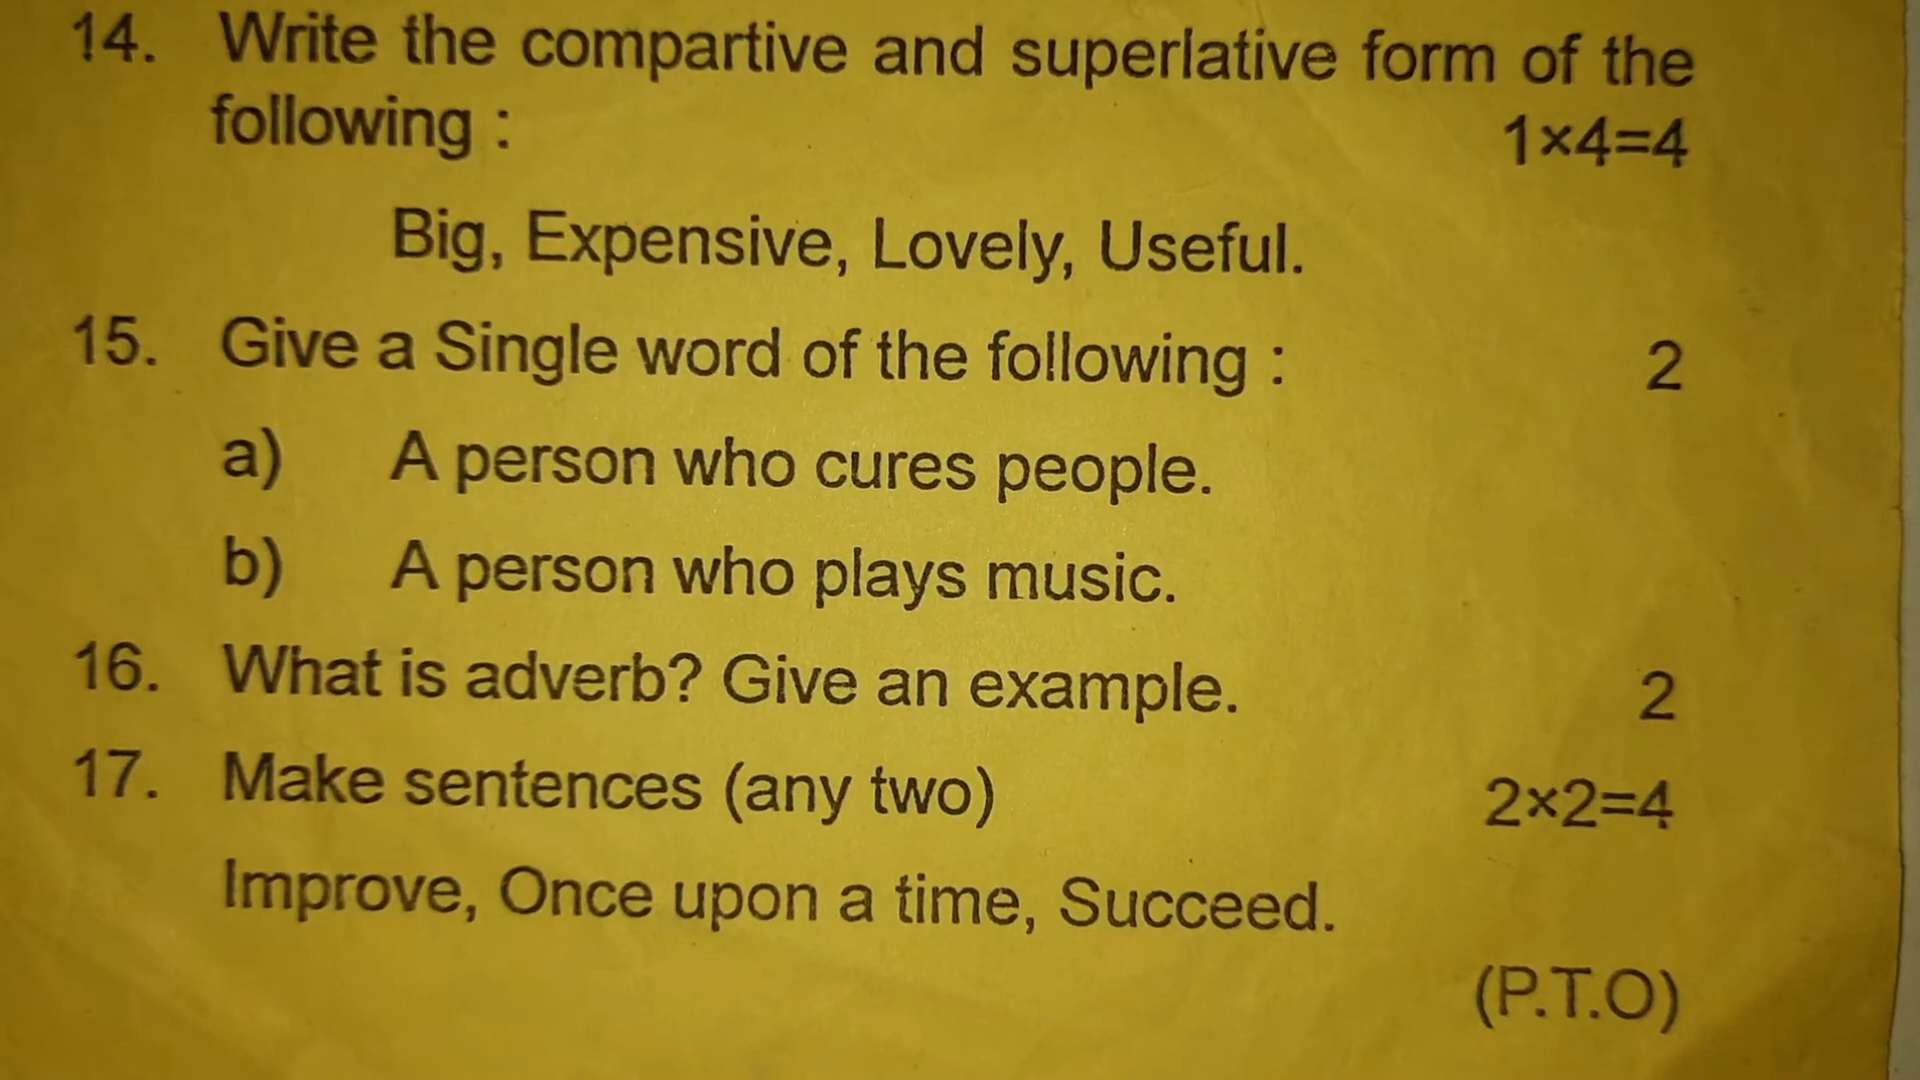 14. Write the compartive and superlative form of the
following : 1×4=4
Big, Expensive, Lovely, Useful.
15. Give a Single word of the following : 2
a) A person who cures people.
b) A person who plays music.
16. What is adverb? Give an example. 2
17. Make sentences (any two) 2×2=4
Improve, Once upon a time, Succeed.
(P.T.O)